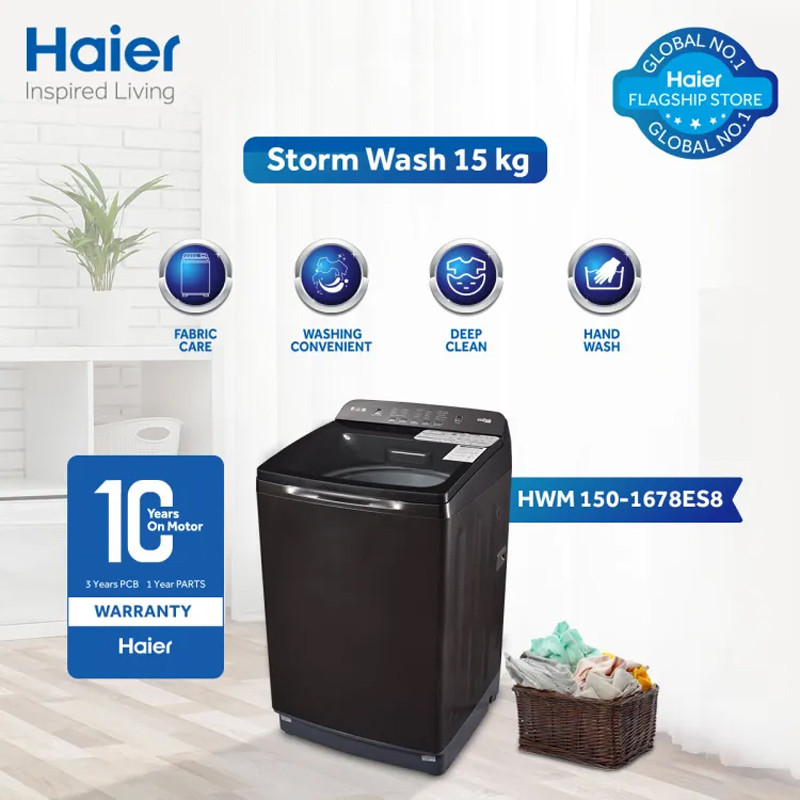 Haier
Inspired Living
GLOBAL NO.1
Haier
FLAGSHIP STORE
GLOBAL NO.1
Storm Wash 15 kg
FABRIC
CARE
WASHING
CONVENIENT
DEEP
CLEAN
HAND
WASH
10
Years
On Motor
3 Years PCB 1 Year PARTS
WARRANTY
Haier
HWM 150-1678ES8